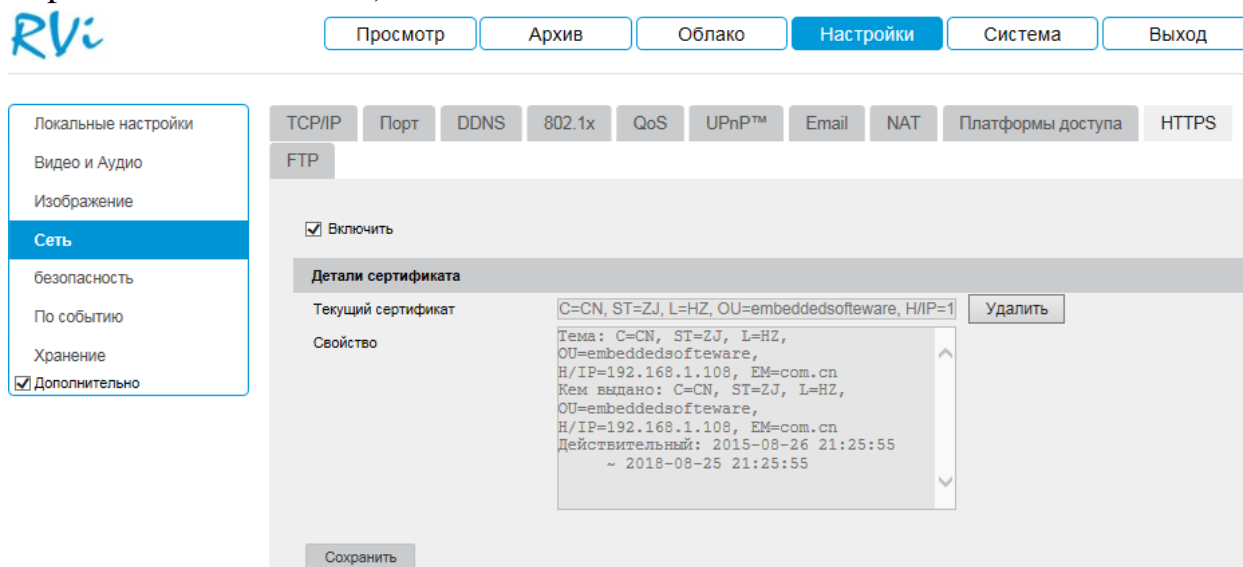 RVi
Просмотр Архив Облако Настройки Система Выход
Локальные настройки
Видео и Аудио
Изображение
Сеть
безопасность
По событию
Хранение
Дополнительно
TCP/IP Порт DDNS 802.1x QoS UPnP™ Email NAT Платформы доступа HTTPS
FTP
Включить
Детали сертификата
Текущий сертификат C=CN, ST=ZJ, L=HZ, OU=embeddedsofteware, H/IP=1 Удалить
Свойство
Тема: C=CN, ST=ZJ, L=HZ,
OU=embeddedsofteware,
H/IP=192.168.1.108, EM=com.cn
Кем выдано: C=CN, ST=ZJ, L=HZ,
OU=embeddedsofteware,
H/IP=192.168.1.108, EM=com.cn
Действительный: 2015-08-26 21:25:55
~ 2018-08-25 21:25:55
Сохранить